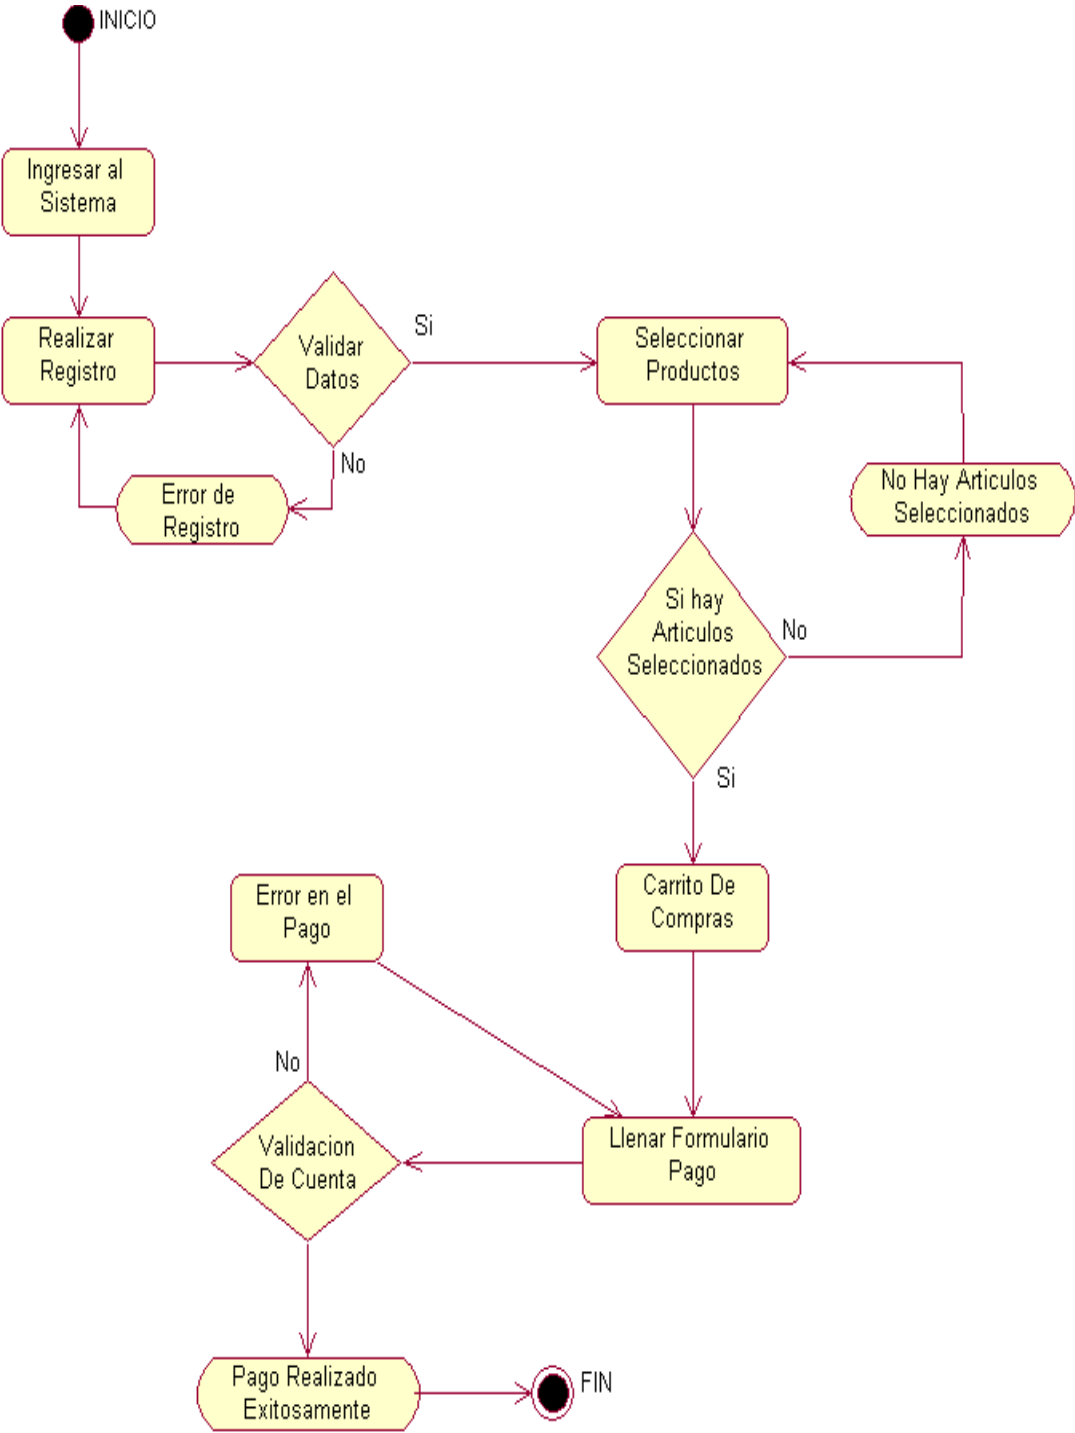 INICIO
Ingresar al
Sistema
Realizar
Registro
Validar
Datos
Si
No
Error de
Registro
Seleccionar
Productos
No Hay Articulos
Seleccionados
Si hay
Articulos
Seleccionados
No
Si
Carrito De
Compras
Error en el
Pago
No
Validacion
De Cuenta
Llenar Formulario
Pago
Pago Realizado
Exitosamente
FIN